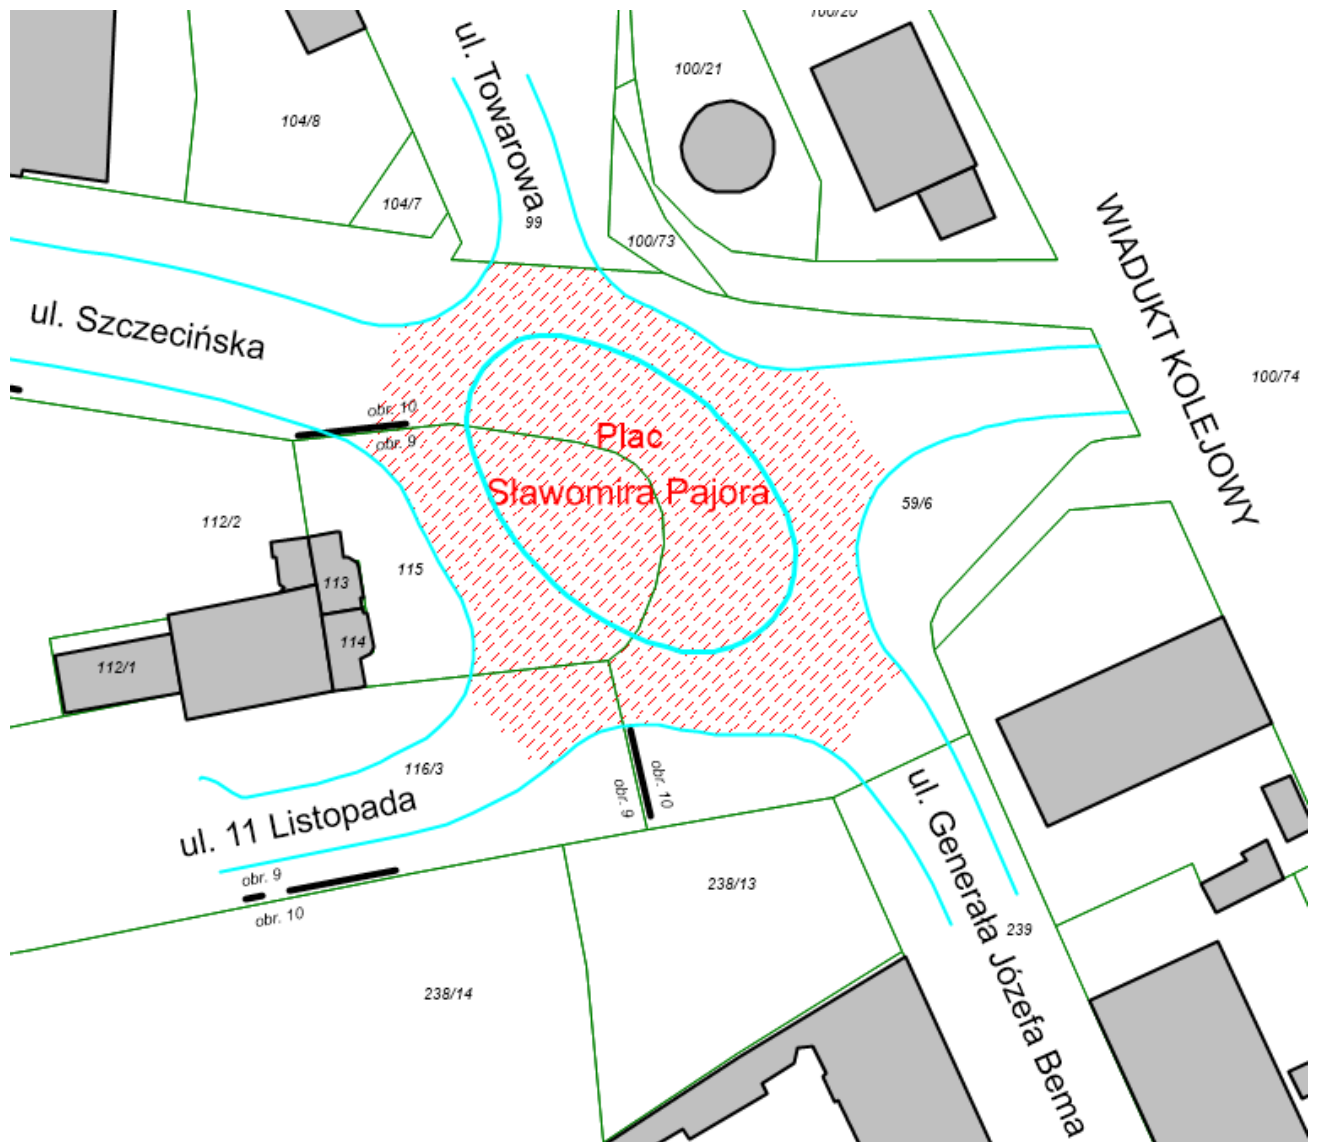 100/20
ul. Towarowa
100/21
104/8
104/7
99
100/73
WIADUKT KOLEJOWY
ul. Szczecińska
100/74
obr. 10
obr. 9
Plac
Sławomira Pajora
59/6
112/2
115
113
114
112/1
116/3
obr. 9
obr. 10
ul. 11 Listopada
ul. Generała Józefa Bema
obr. 9
obr. 10
238/13
239
238/14